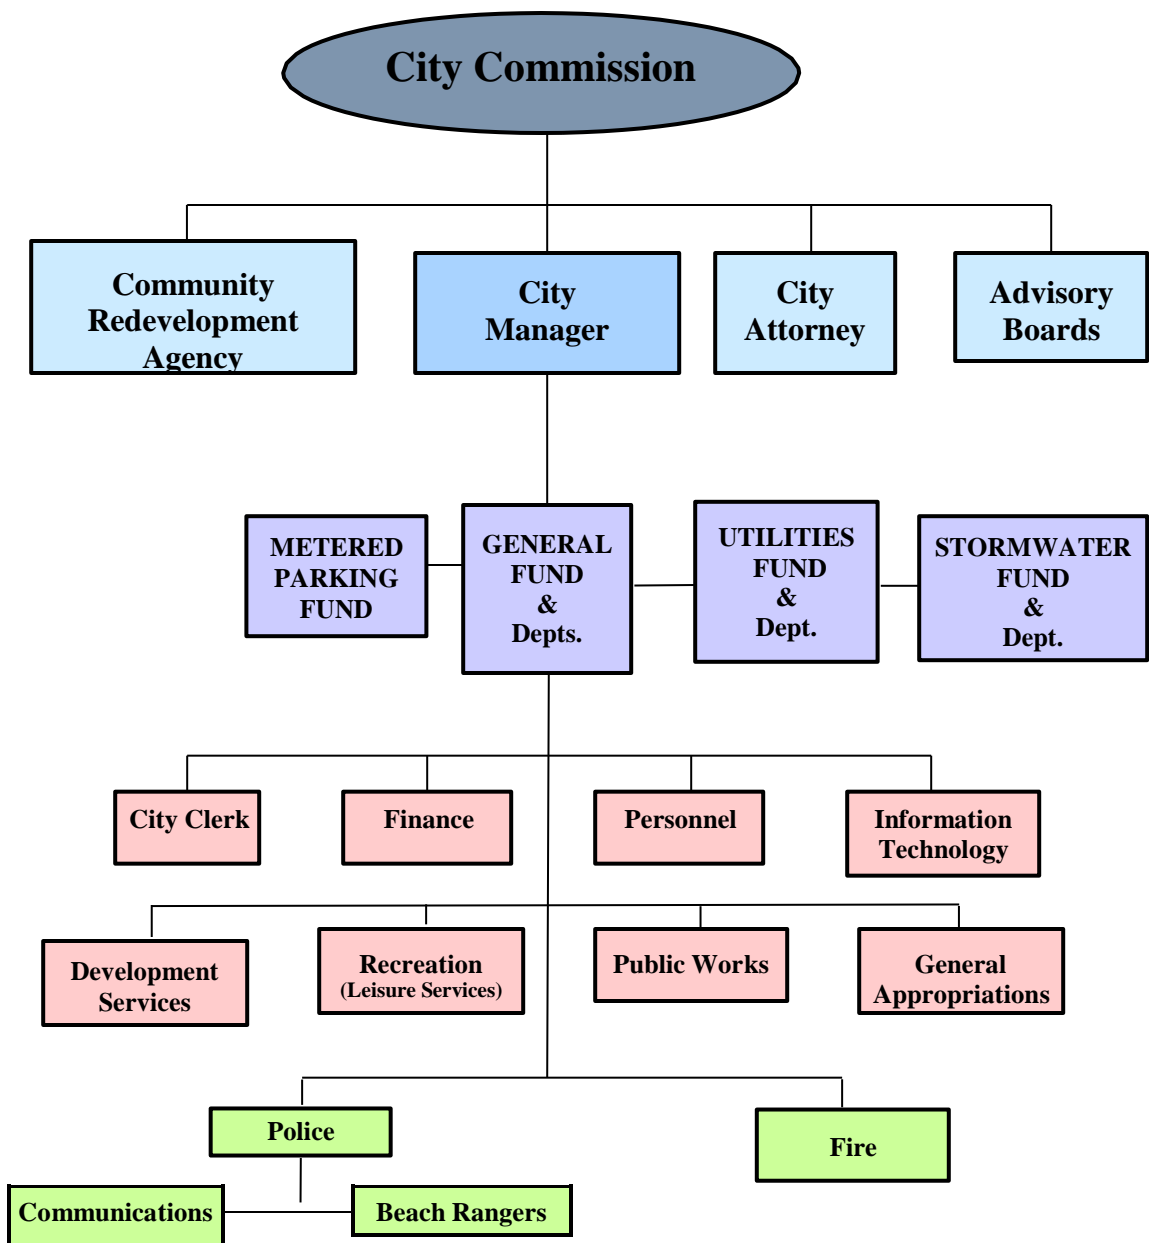 City Commission
Community
Redevelopment
Agency
City
Manager
City
Attorney
Advisory
Boards
METERED
PARKING
FUND
GENERAL
FUND
&
Depts.
UTILITIES
FUND
&
Dept.
STORMWATER
FUND
&
Dept.
City Clerk
Finance
Personnel
Information
Technology
Development
Services
Recreation
(Leisure Services)
Public Works
General
Appropriations
Police
Fire
Communications
Beach Rangers